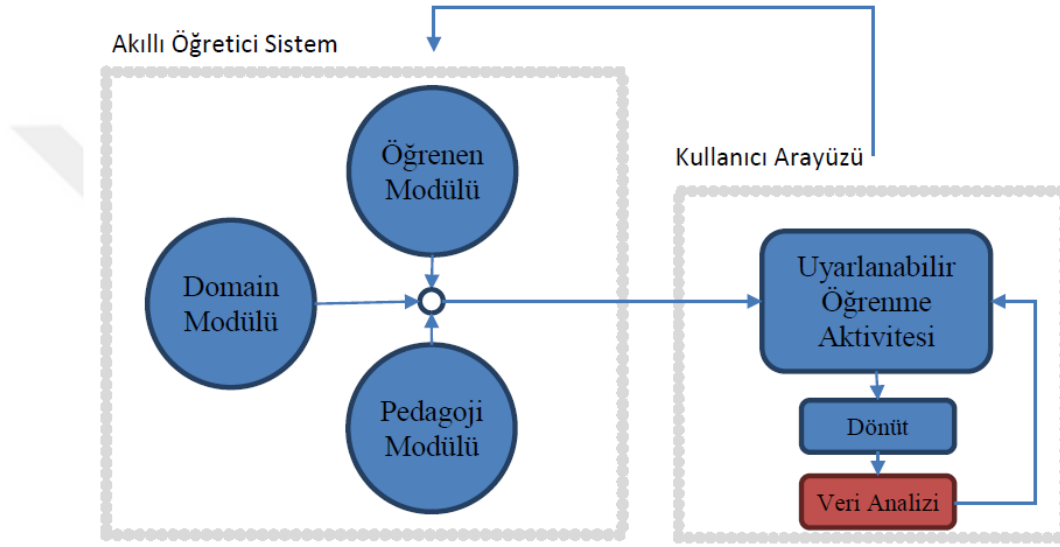 Akıllı Öğretici Sistem
Öğrenen
Modülü
Domain
Modülü
Pedagoji
Modülü
Kullanıcı Arayüzü
Uyarlanabilir
Öğrenme
Aktivitesi
Dönüt
Veri Analizi